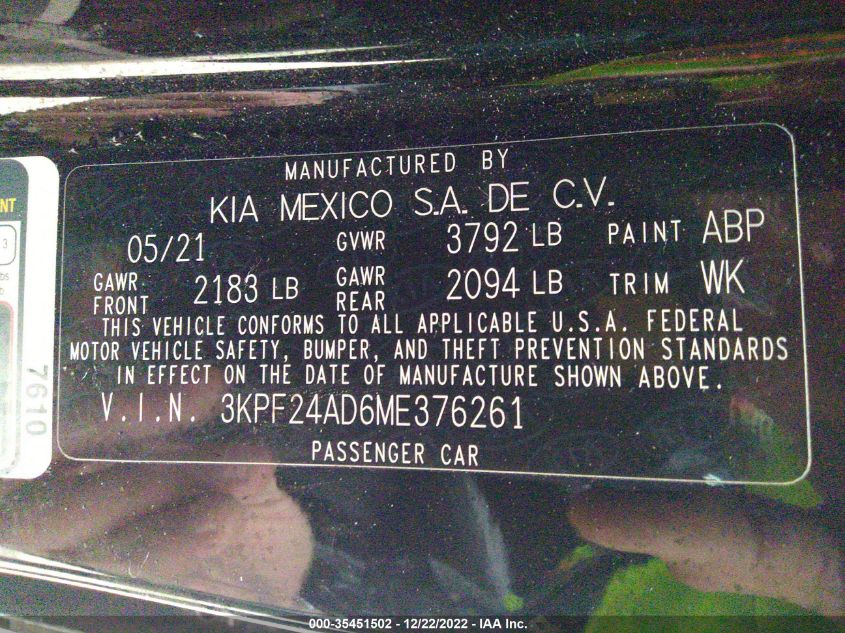 MANUFACTURED BY
KIA MEXICO S.A. DE C.V.
05/21 GVWR 3792 LB PAINT ABP
GAWR FRONT 2183 LB GAWR REAR 2094 LB TRIM WK
THIS VEHICLE CONFORMS TO ALL APPLICABLE U.S.A. FEDERAL
MOTOR VEHICLE SAFETY, BUMPER, AND THEFT PREVENTION STANDARDS
IN EFFECT ON THE DATE OF MANUFACTURE SHOWN ABOVE.
V.I.N. 3KPF24AD6ME376261
PASSENGER CAR
NT
3
7610
000-35451502 - 12/22/2022 - IAA Inc.